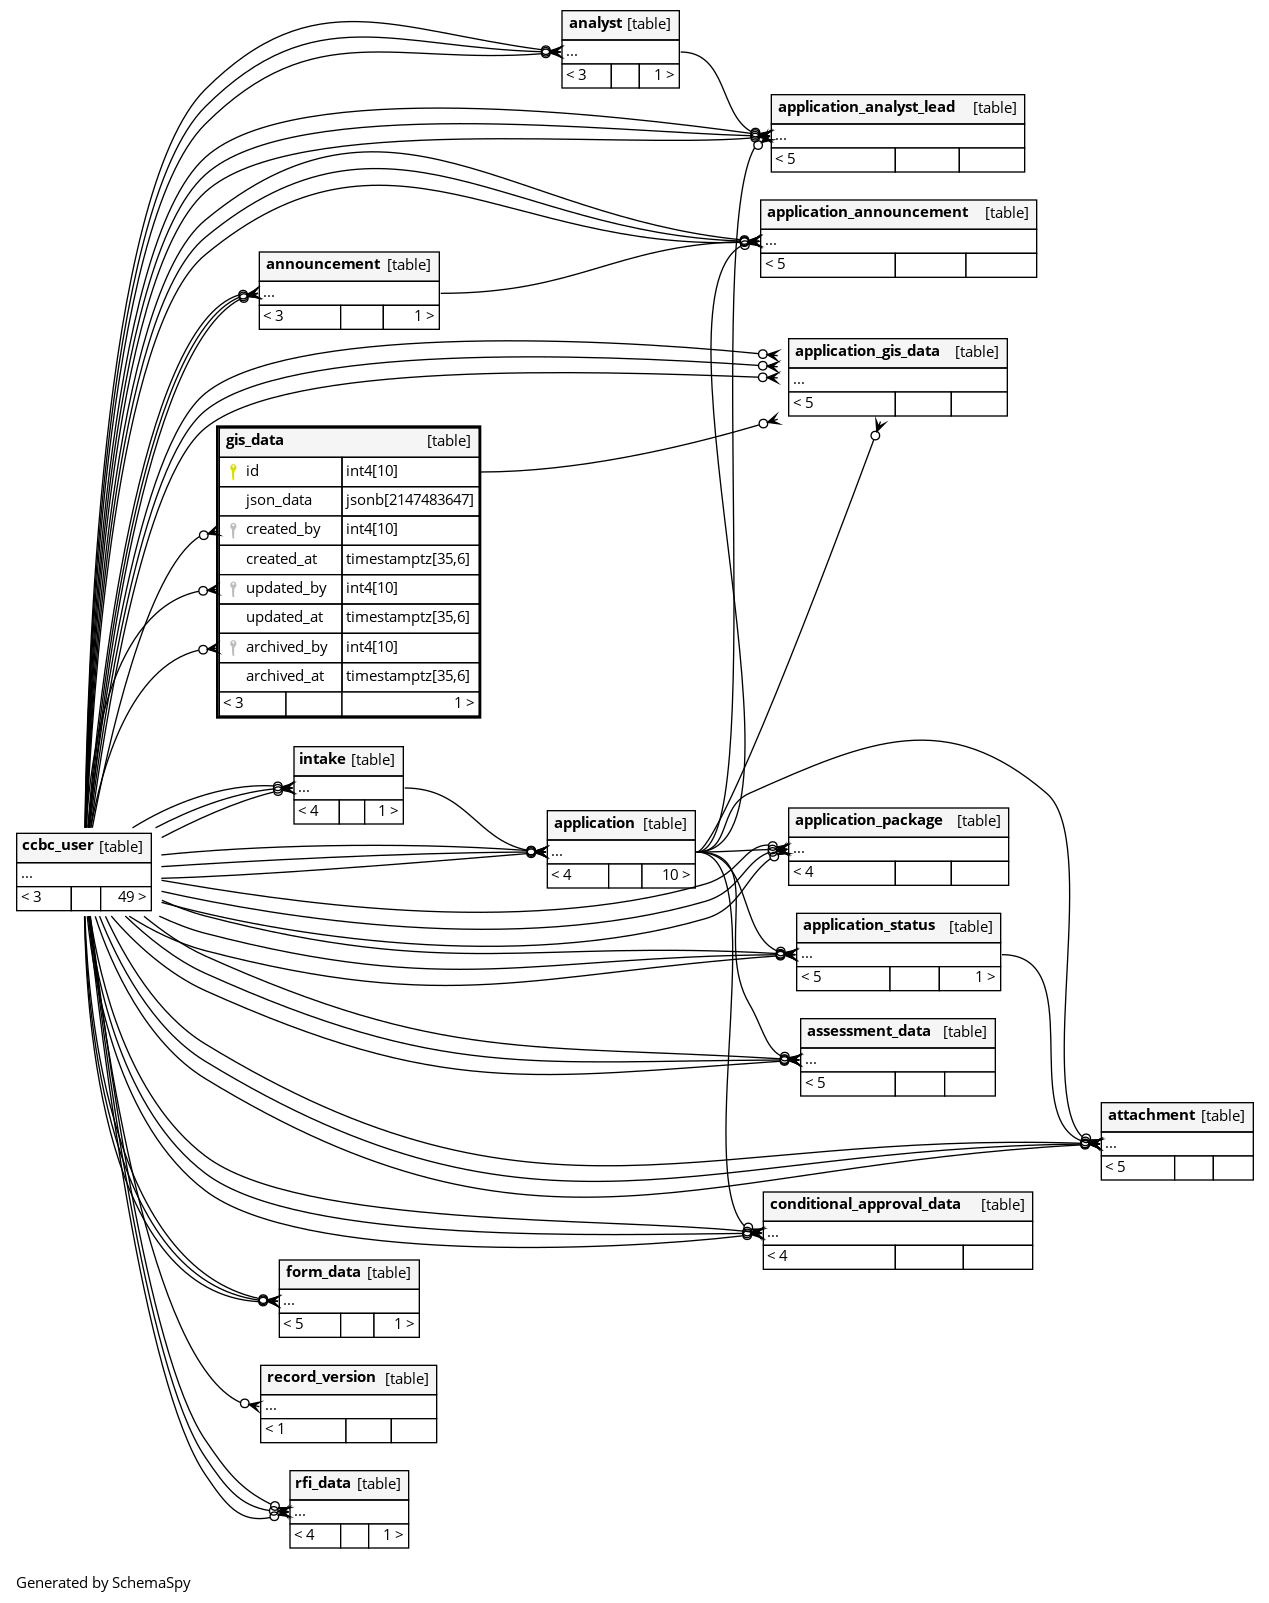 analyst [table]
...
< 3 1 >
application_analyst_lead [table]
...
< 5
application_announcement [table]
...
< 5
announcement [table]
...
< 3 1 >
application_gis_data [table]
...
< 5
gis_data [table]
id int4[10]
json_data jsonb[2147483647]
created_by int4[10]
created_at timestamptz[35,6]
updated_by int4[10]
updated_at timestamptz[35,6]
archived_by int4[10]
archived_at timestamptz[35,6]
< 3 1 >
intake [table]
...
< 4 1 >
ccbc_user [table]
...
< 3 49 >
application [table]
...
< 4 10 >
application_package [table]
...
< 4
application_status [table]
...
< 5 1 >
assessment_data [table]
...
< 5
attachment [table]
...
< 5
conditional_approval_data [table]
...
< 4
form_data [table]
...
< 5 1 >
record_version [table]
...
< 1
rfi_data [table]
...
< 4 1 >
Generated by SchemaSpy